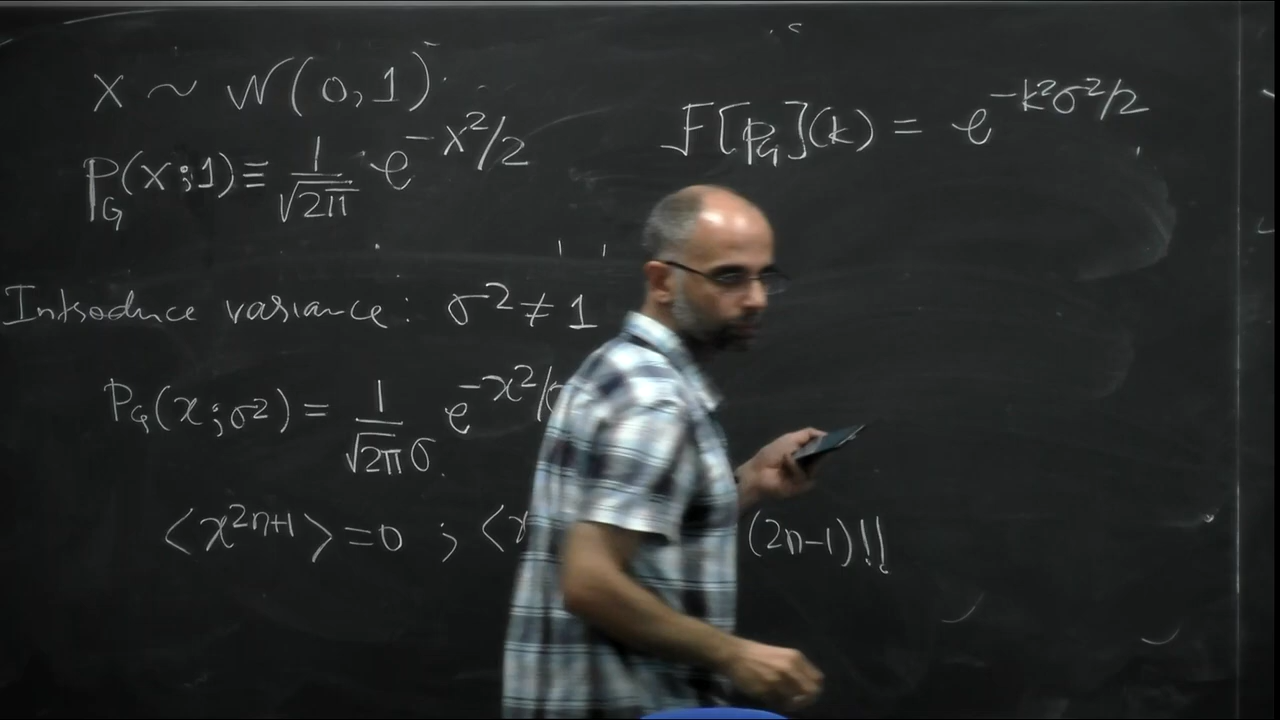 X ~ N(0,1)
p_G(x;1) ≡ 1/√2π e^{-x²/2}
Introduce variance: σ² ≠ 1
p_G(x;σ²) = 1/√2π σ e^{-x²/
<x^{2n+1}> = 0 ; < (2n-1)!!
F[p_G](k) = e^{-k²σ²/2}